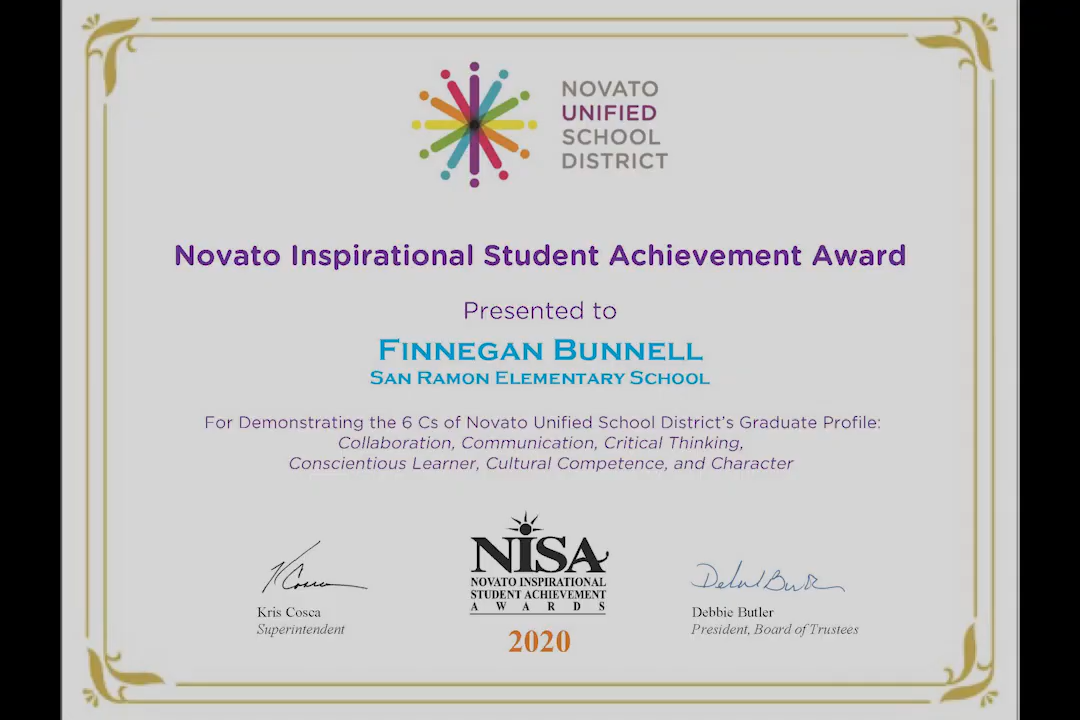 NOVATO
UNIFIED
SCHOOL
DISTRICT
Novato Inspirational Student Achievement Award
Presented to
FINNEGAN BUNNELL
SAN RAMON ELEMENTARY SCHOOL
For Demonstrating the 6 Cs of Novato Unified School District's Graduate Profile:
Collaboration, Communication, Critical Thinking,
Conscientious Learner, Cultural Competence, and Character
NISA
NOVATO INSPIRATIONAL
STUDENT ACHIEVEMENT
AWARDS
2020
Kris Cosca
Superintendent
Debbie Butler
President, Board of Trustees